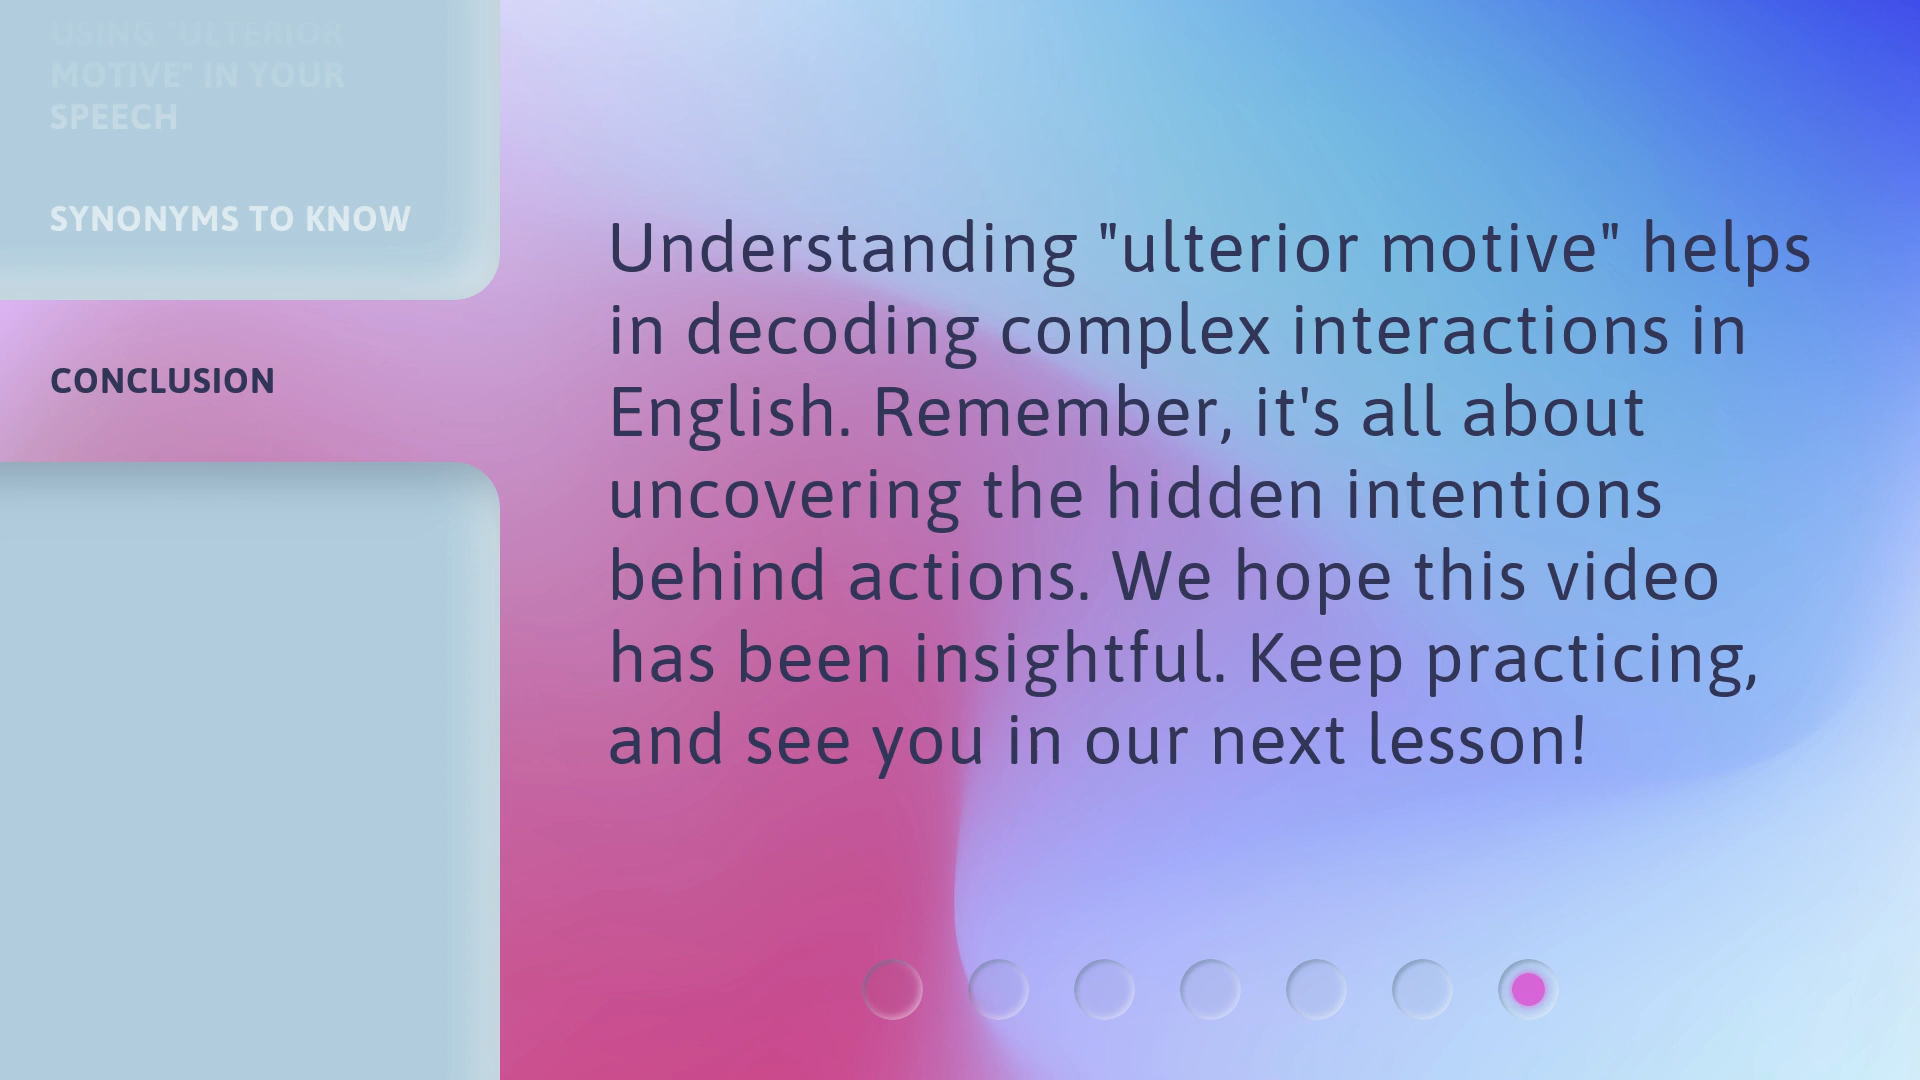 USING "ULTERIOR
MOTIVE" IN YOUR
SPEECH
SYNONYMS TO KNOW
CONCLUSION
Understanding "ulterior motive" helps
in decoding complex interactions in
English. Remember, it's all about
uncovering the hidden intentions
behind actions. We hope this video
has been insightful. Keep practicing,
and see you in our next lesson!